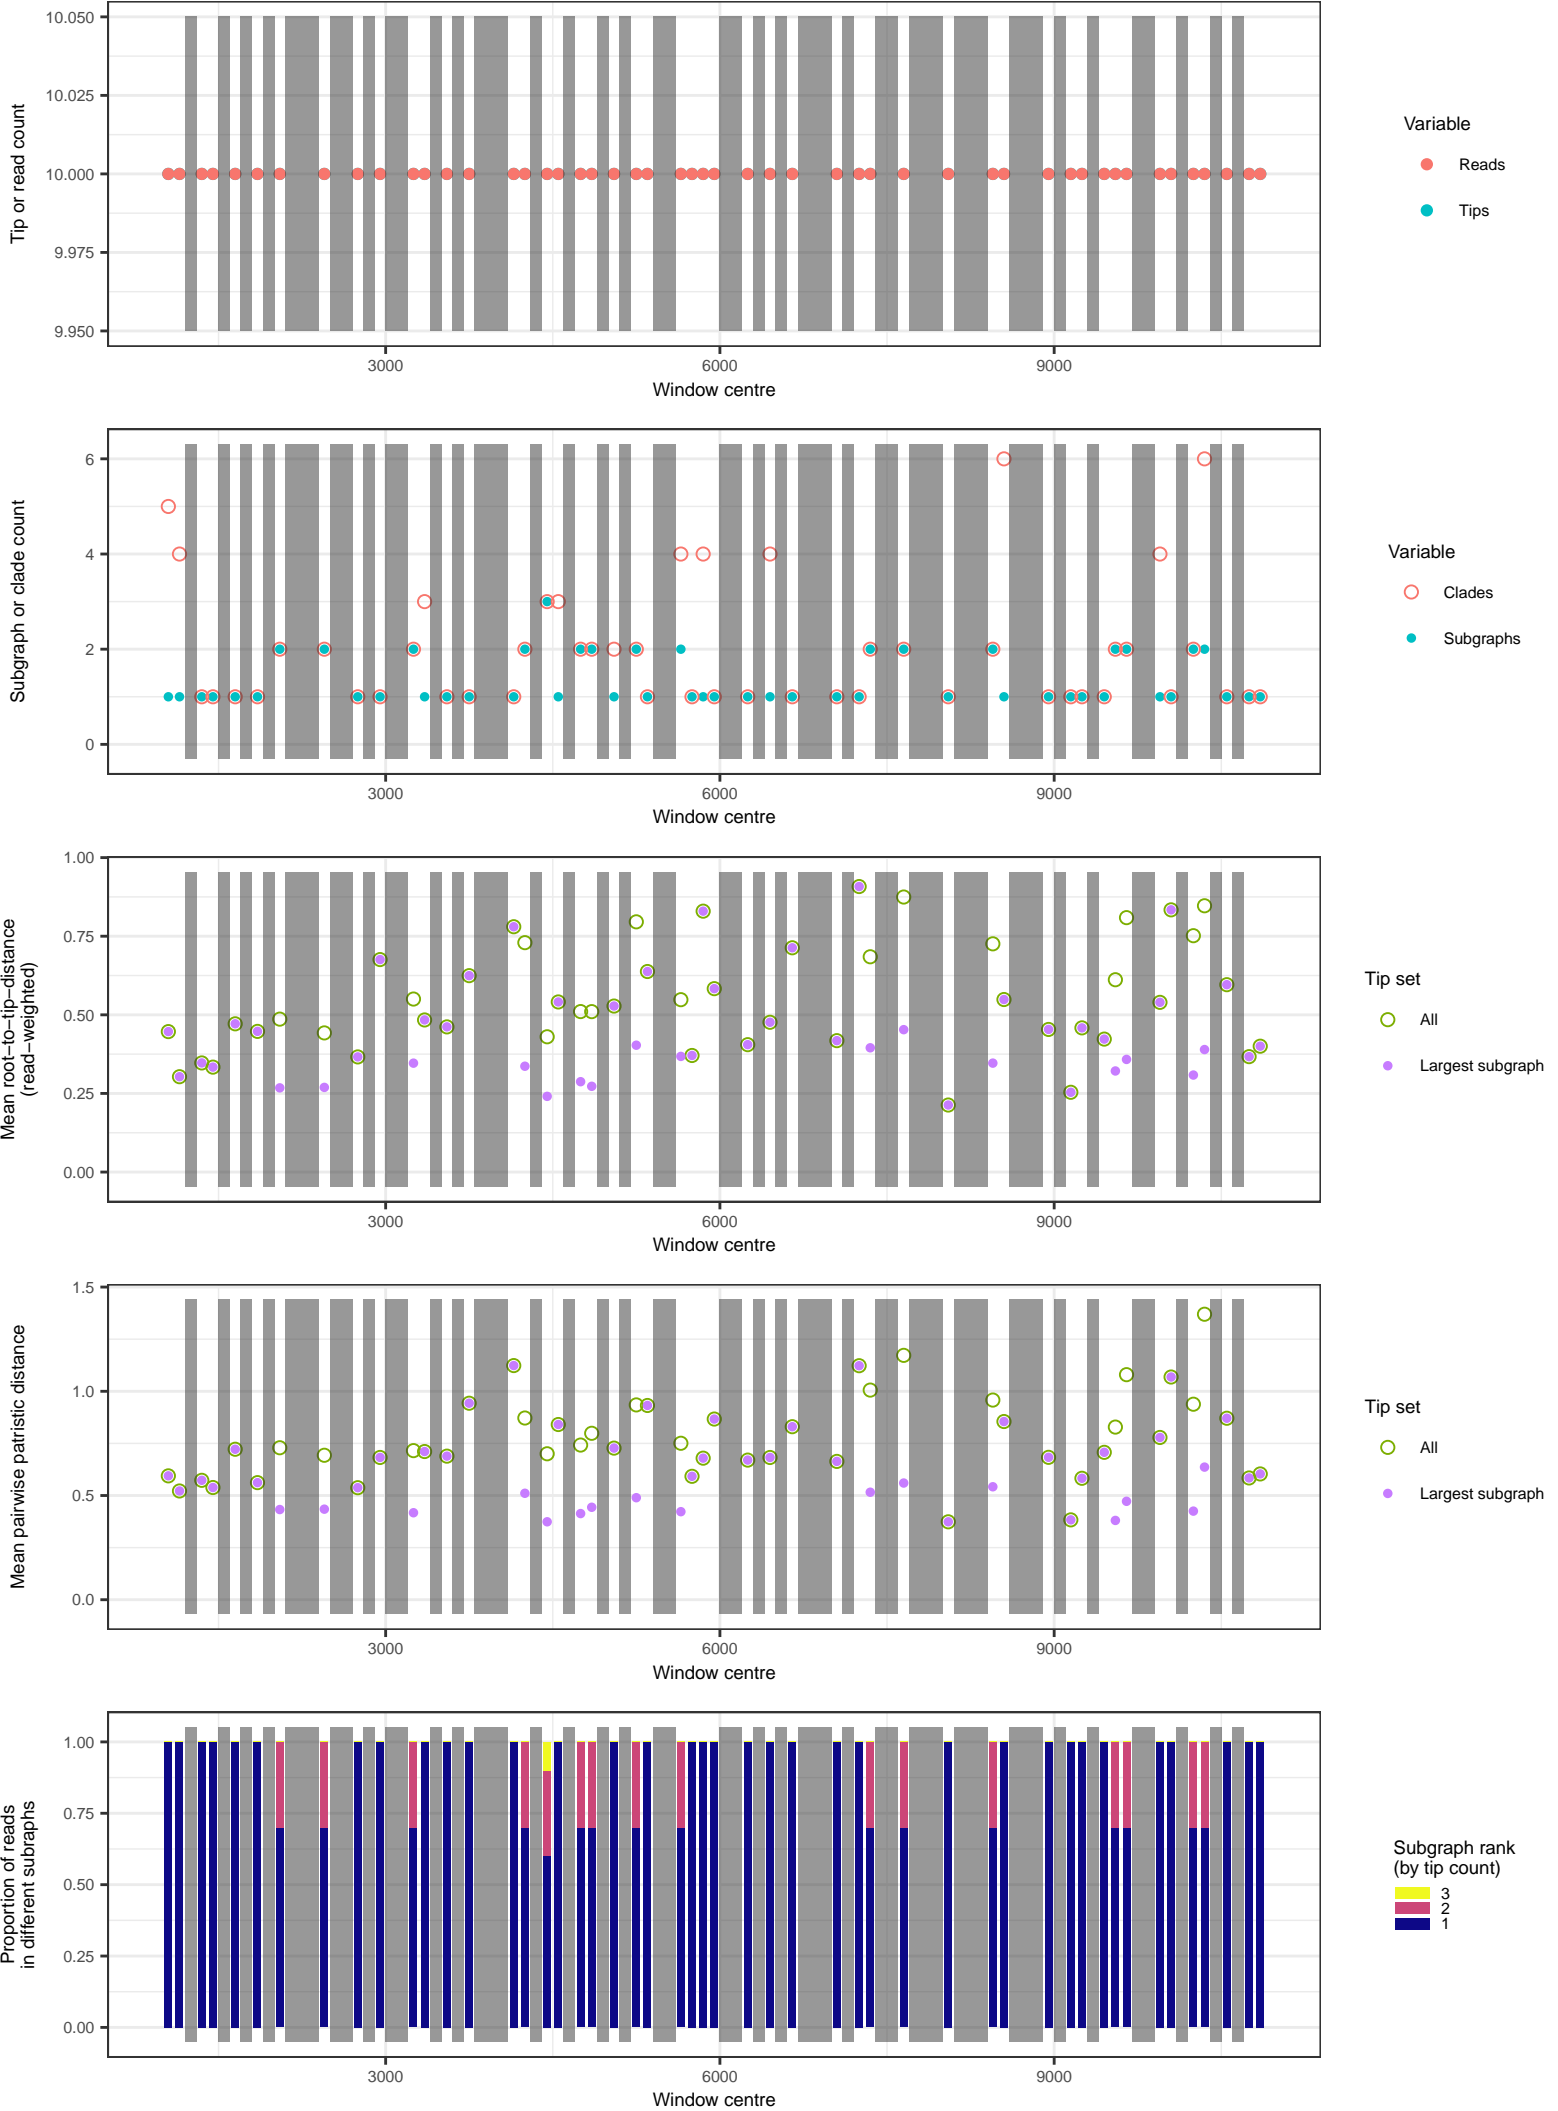 10.050
10.025
10.000
9.975
9.950
Tip or read count
3000
6000
9000
Window centre
Variable
Reads
Tips
6
4
2
0
Subgraph or clade count
3000
6000
9000
Window centre
Variable
Clades
Subgraphs
1.00
0.75
0.50
0.25
0.00
Mean root−to−tip−distance
(read−weighted)
3000
6000
9000
Window centre
Tip set
All
Largest subgraph
1.5
1.0
0.5
0.0
Mean pairwise patristic distance
3000
6000
9000
Window centre
Tip set
All
Largest subgraph
1.00
0.75
0.50
0.25
0.00
Proportion of reads
in different subraphs
3000
6000
9000
Window centre
Subgraph rank
(by tip count)
3
2
1